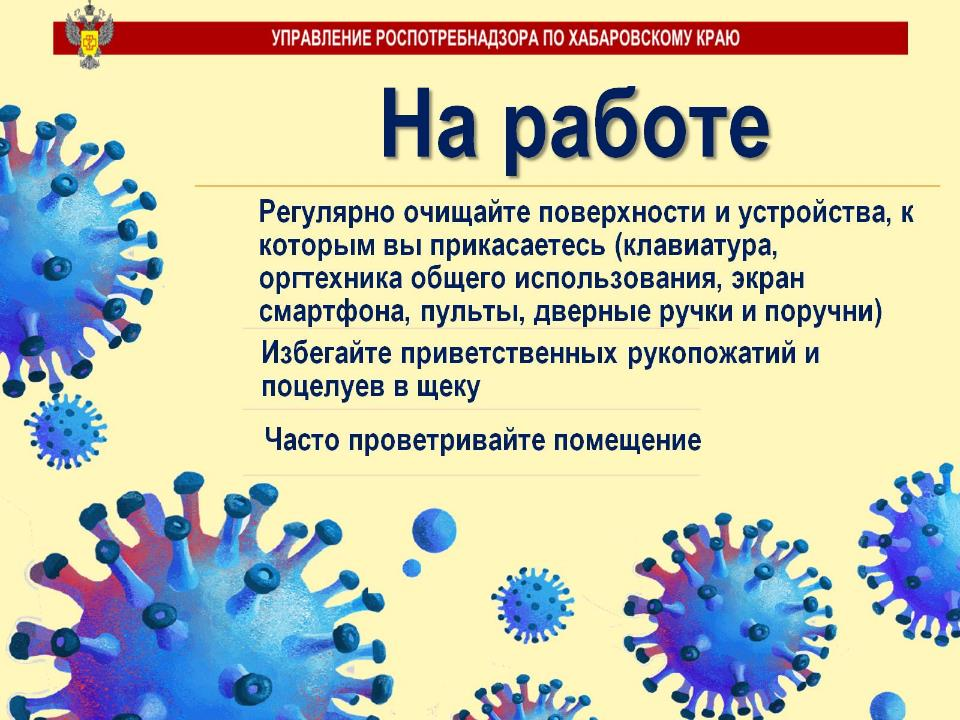 УПРАВЛЕНИЕ РОСПОТРЕБНАДЗОРА ПО ХАБАРОВСКОМУ КРАЮ
На работе
Регулярно очищайте поверхности и устройства, к
которым вы прикасаетесь (клавиатура,
оргтехника общего использования, экран
смартфона, пульты, дверные ручки и поручни)
Избегайте приветственных рукопожатий и
поцелуев в щеку
Часто проветривайте помещение